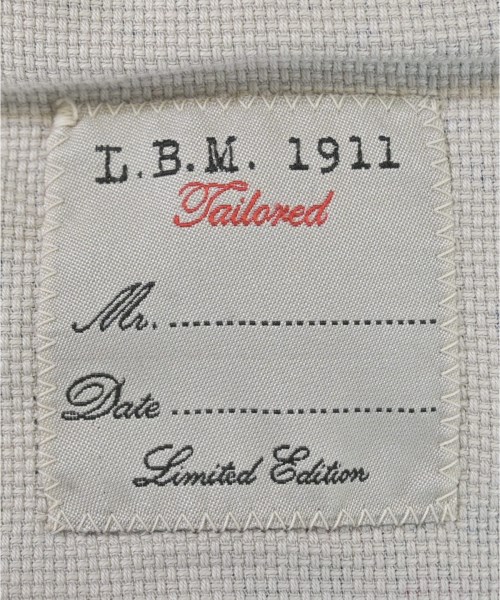 L.B.M. 1911
Tailored
Mr. ................................
Date ................................
Limited Edition